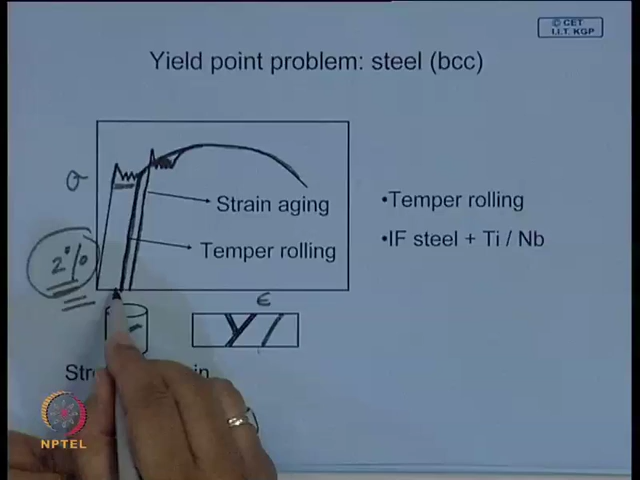 © CET
I.I.T. KGP
Yield point problem: steel (bcc)
σ
Strain aging
Temper rolling
2%
ε
•Temper rolling
•IF steel + Ti / Nb
NPTEL